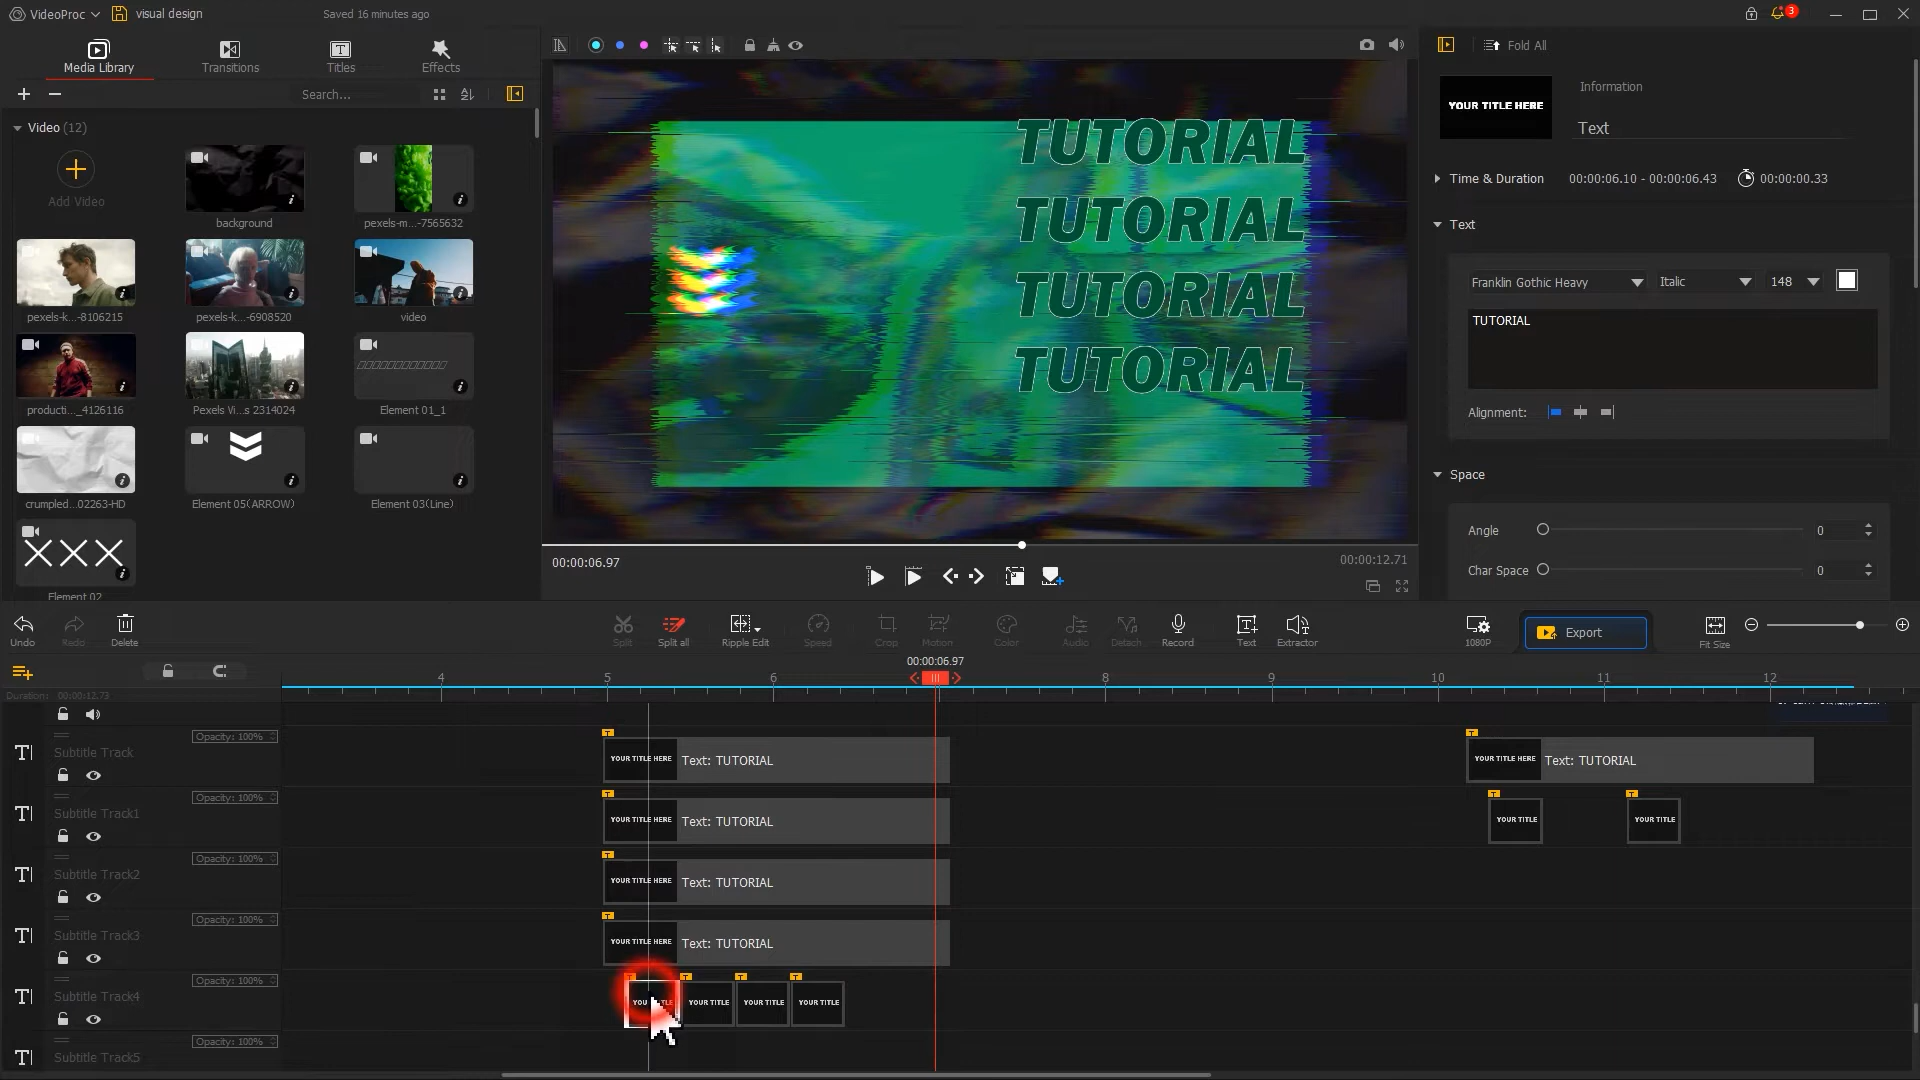 VideoProc
visual design
Saved 16 minutes ago
3
Media Library
Transitions
Titles
Effects
Search...
Video (12)
Add Video
background
pexels-m...-7565632
pexels-k...-8106215
pexels-k...-6908520
video
producti..._4126116
Pexels Vi...s 2314024
Element 01_1
crumpled...02263-HD
Element 05(ARROW)
Element 03(Line)
Element 02
TUTORIAL
TUTORIAL
TUTORIAL
TUTORIAL
00:00:06.97
00:00:12.71
Fold All
YOUR TITLE HERE
Information
Text
Time & Duration
00:00:06.10 - 00:00:06.43
00:00:00.33
Text
Franklin Gothic Heavy
Italic
148
TUTORIAL
Alignment:
Space
Angle
0
Char Space
0
Undo
Redo
Delete
Split
Split all
Ripple Edit
Speed
Crop
Motion
Color
Audio
Detach
Record
Text
Extractor
1080P
Export
Fit Size
00:00:06.97
Duration: 00:00:12.73
4
5
6
8
9
10
11
12
Opacity: 100%
Subtitle Track
YOUR TITLE HERE
Text: TUTORIAL
YOUR TITLE HERE
Text: TUTORIAL
Opacity: 100%
Subtitle Track1
YOUR TITLE HERE
Text: TUTORIAL
YOUR TITLE
YOUR TITLE
Opacity: 100%
Subtitle Track2
YOUR TITLE HERE
Text: TUTORIAL
Opacity: 100%
Subtitle Track3
YOUR TITLE HERE
Text: TUTORIAL
Opacity: 100%
Subtitle Track4
YOUR TITLE
YOUR TITLE
YOUR TITLE
Opacity: 100%
Subtitle Track5